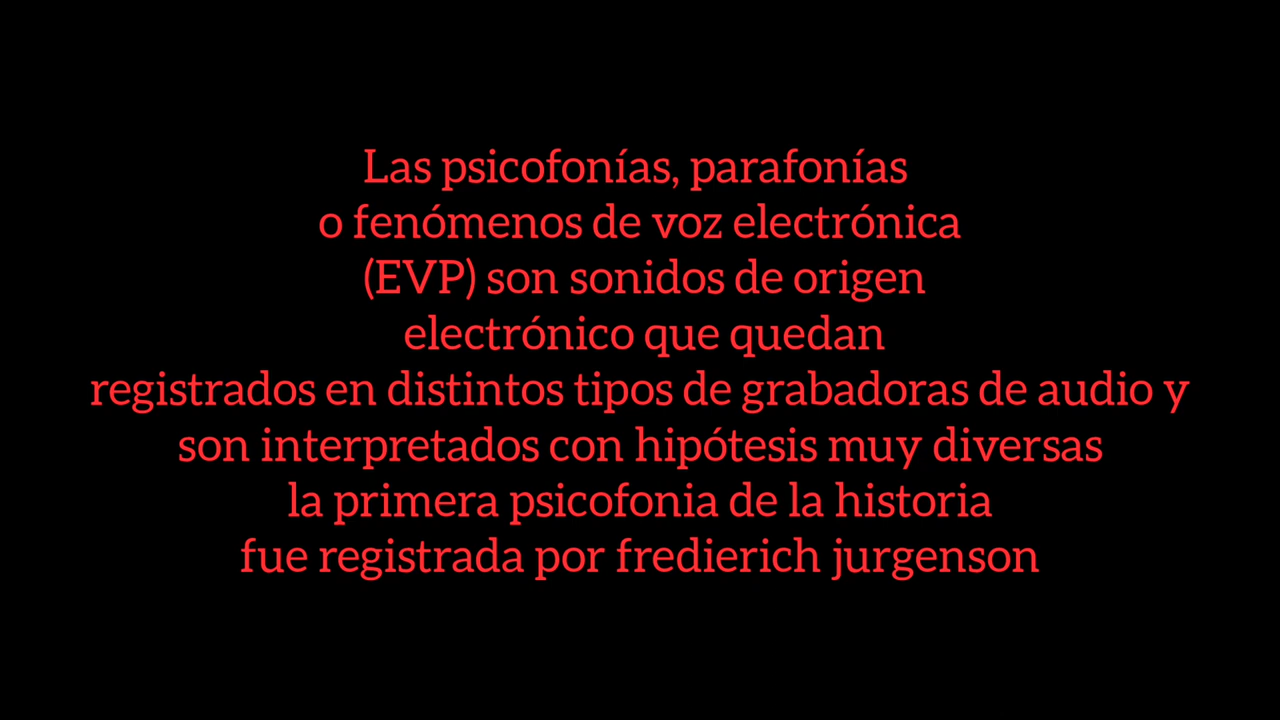 Las psicofonías, parafonías
o fenómenos de voz electrónica
(EVP) son sonidos de origen
electrónico que quedan
registrados en distintos tipos de grabadoras de audio y
son interpretados con hipótesis muy diversas
la primera psicofonia de la historia
fue registrada por fredierich jurgenson